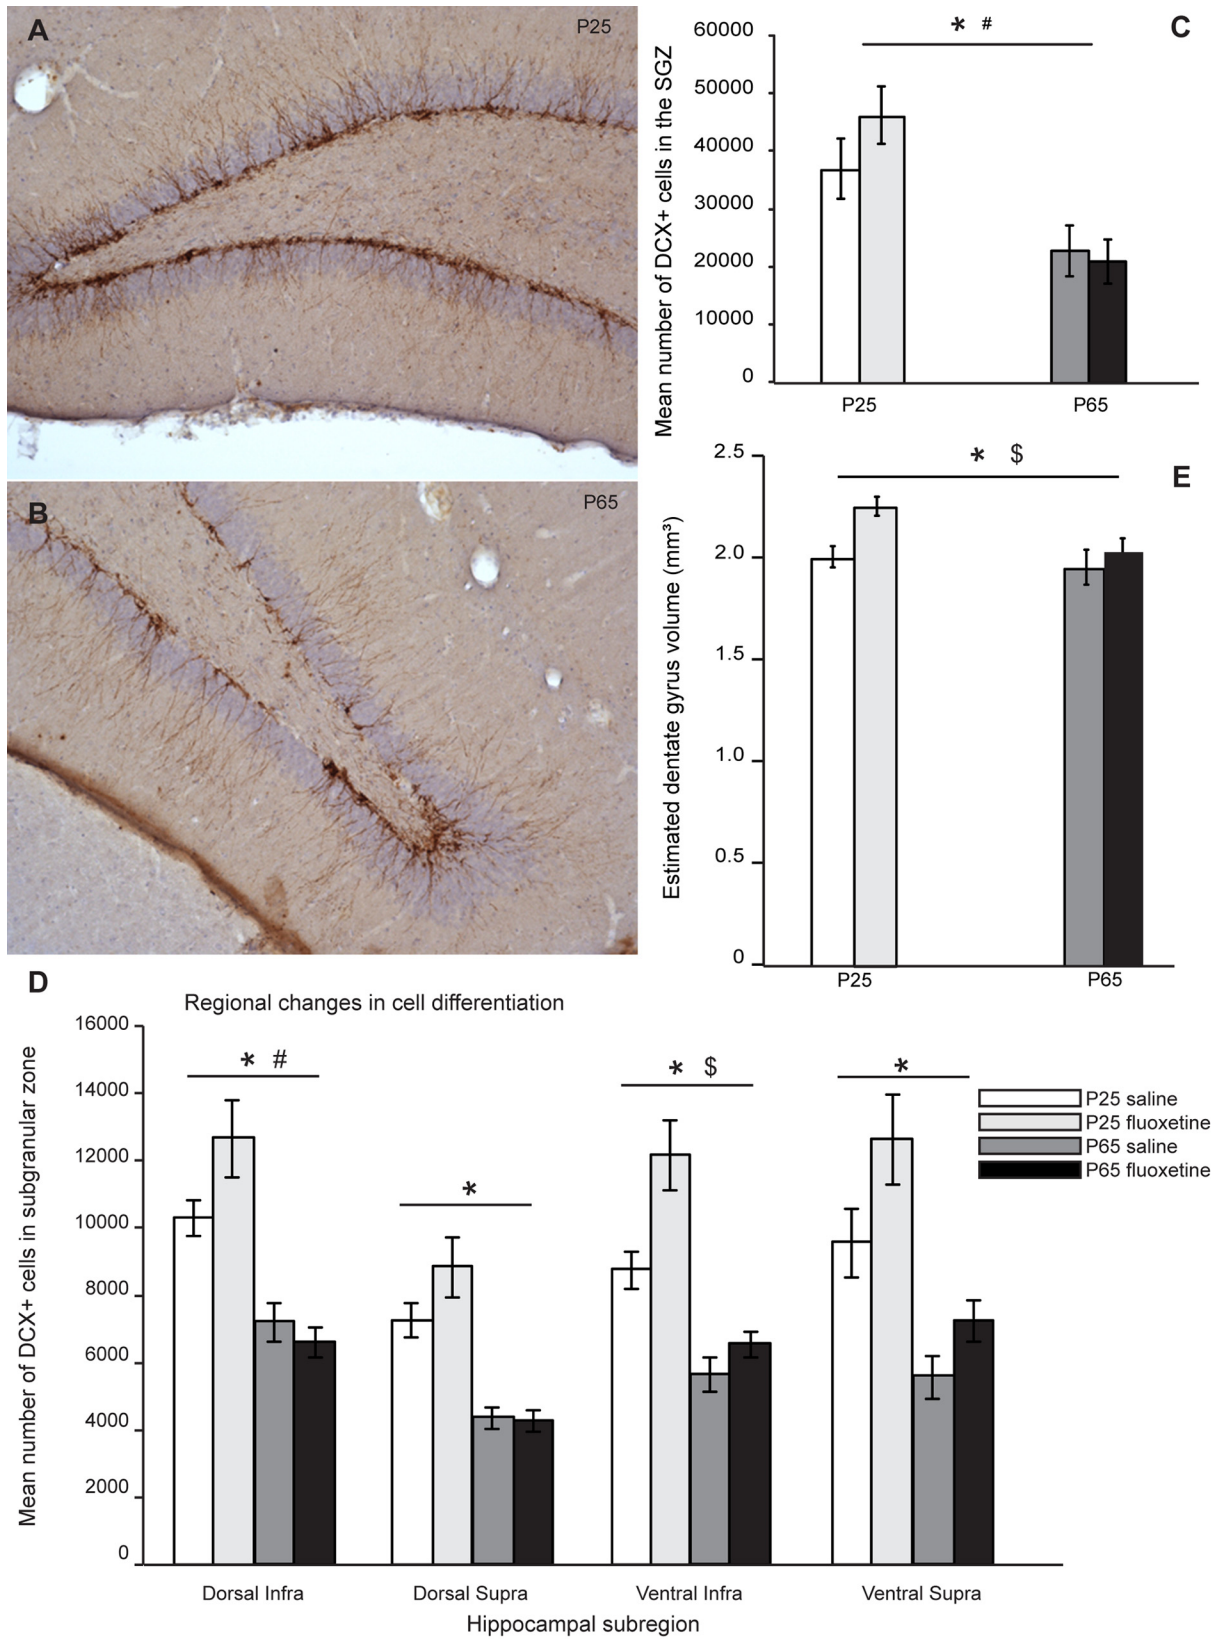 A
P25
B
P65
C
* #
Mean number of DCX+ cells in the SGZ
60000
50000
40000
30000
20000
10000
0
P25
P65
E
* $
Estimated dentate gyrus volume (mm³)
2.5
2.0
1.5
1.0
0.5
0
P25
P65
D
Regional changes in cell differentiation
Mean number of DCX+ cells in subgranular zone
16000
14000
12000
10000
8000
6000
4000
2000
0
* #
*
* $
*
P25 saline
P25 fluoxetine
P65 saline
P65 fluoxetine
Dorsal Infra
Dorsal Supra
Ventral Infra
Ventral Supra
Hippocampal subregion